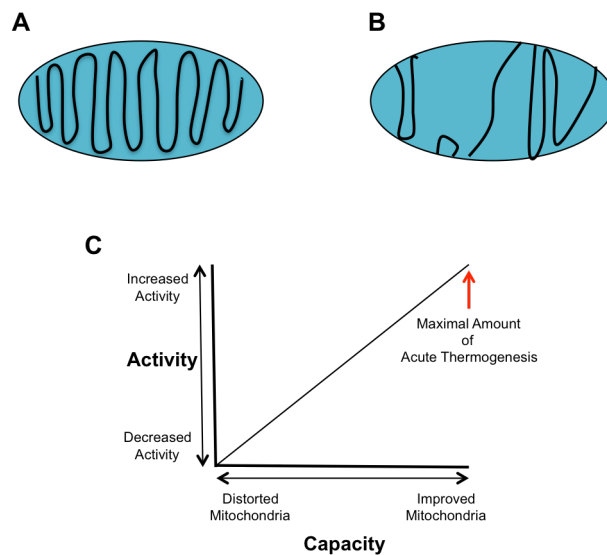 A
B
C
Increased
Activity
Activity
Decreased
Activity
Maximal Amount
of
Acute Thermogenesis
Distorted
Mitochondria
Improved
Mitochondria
Capacity